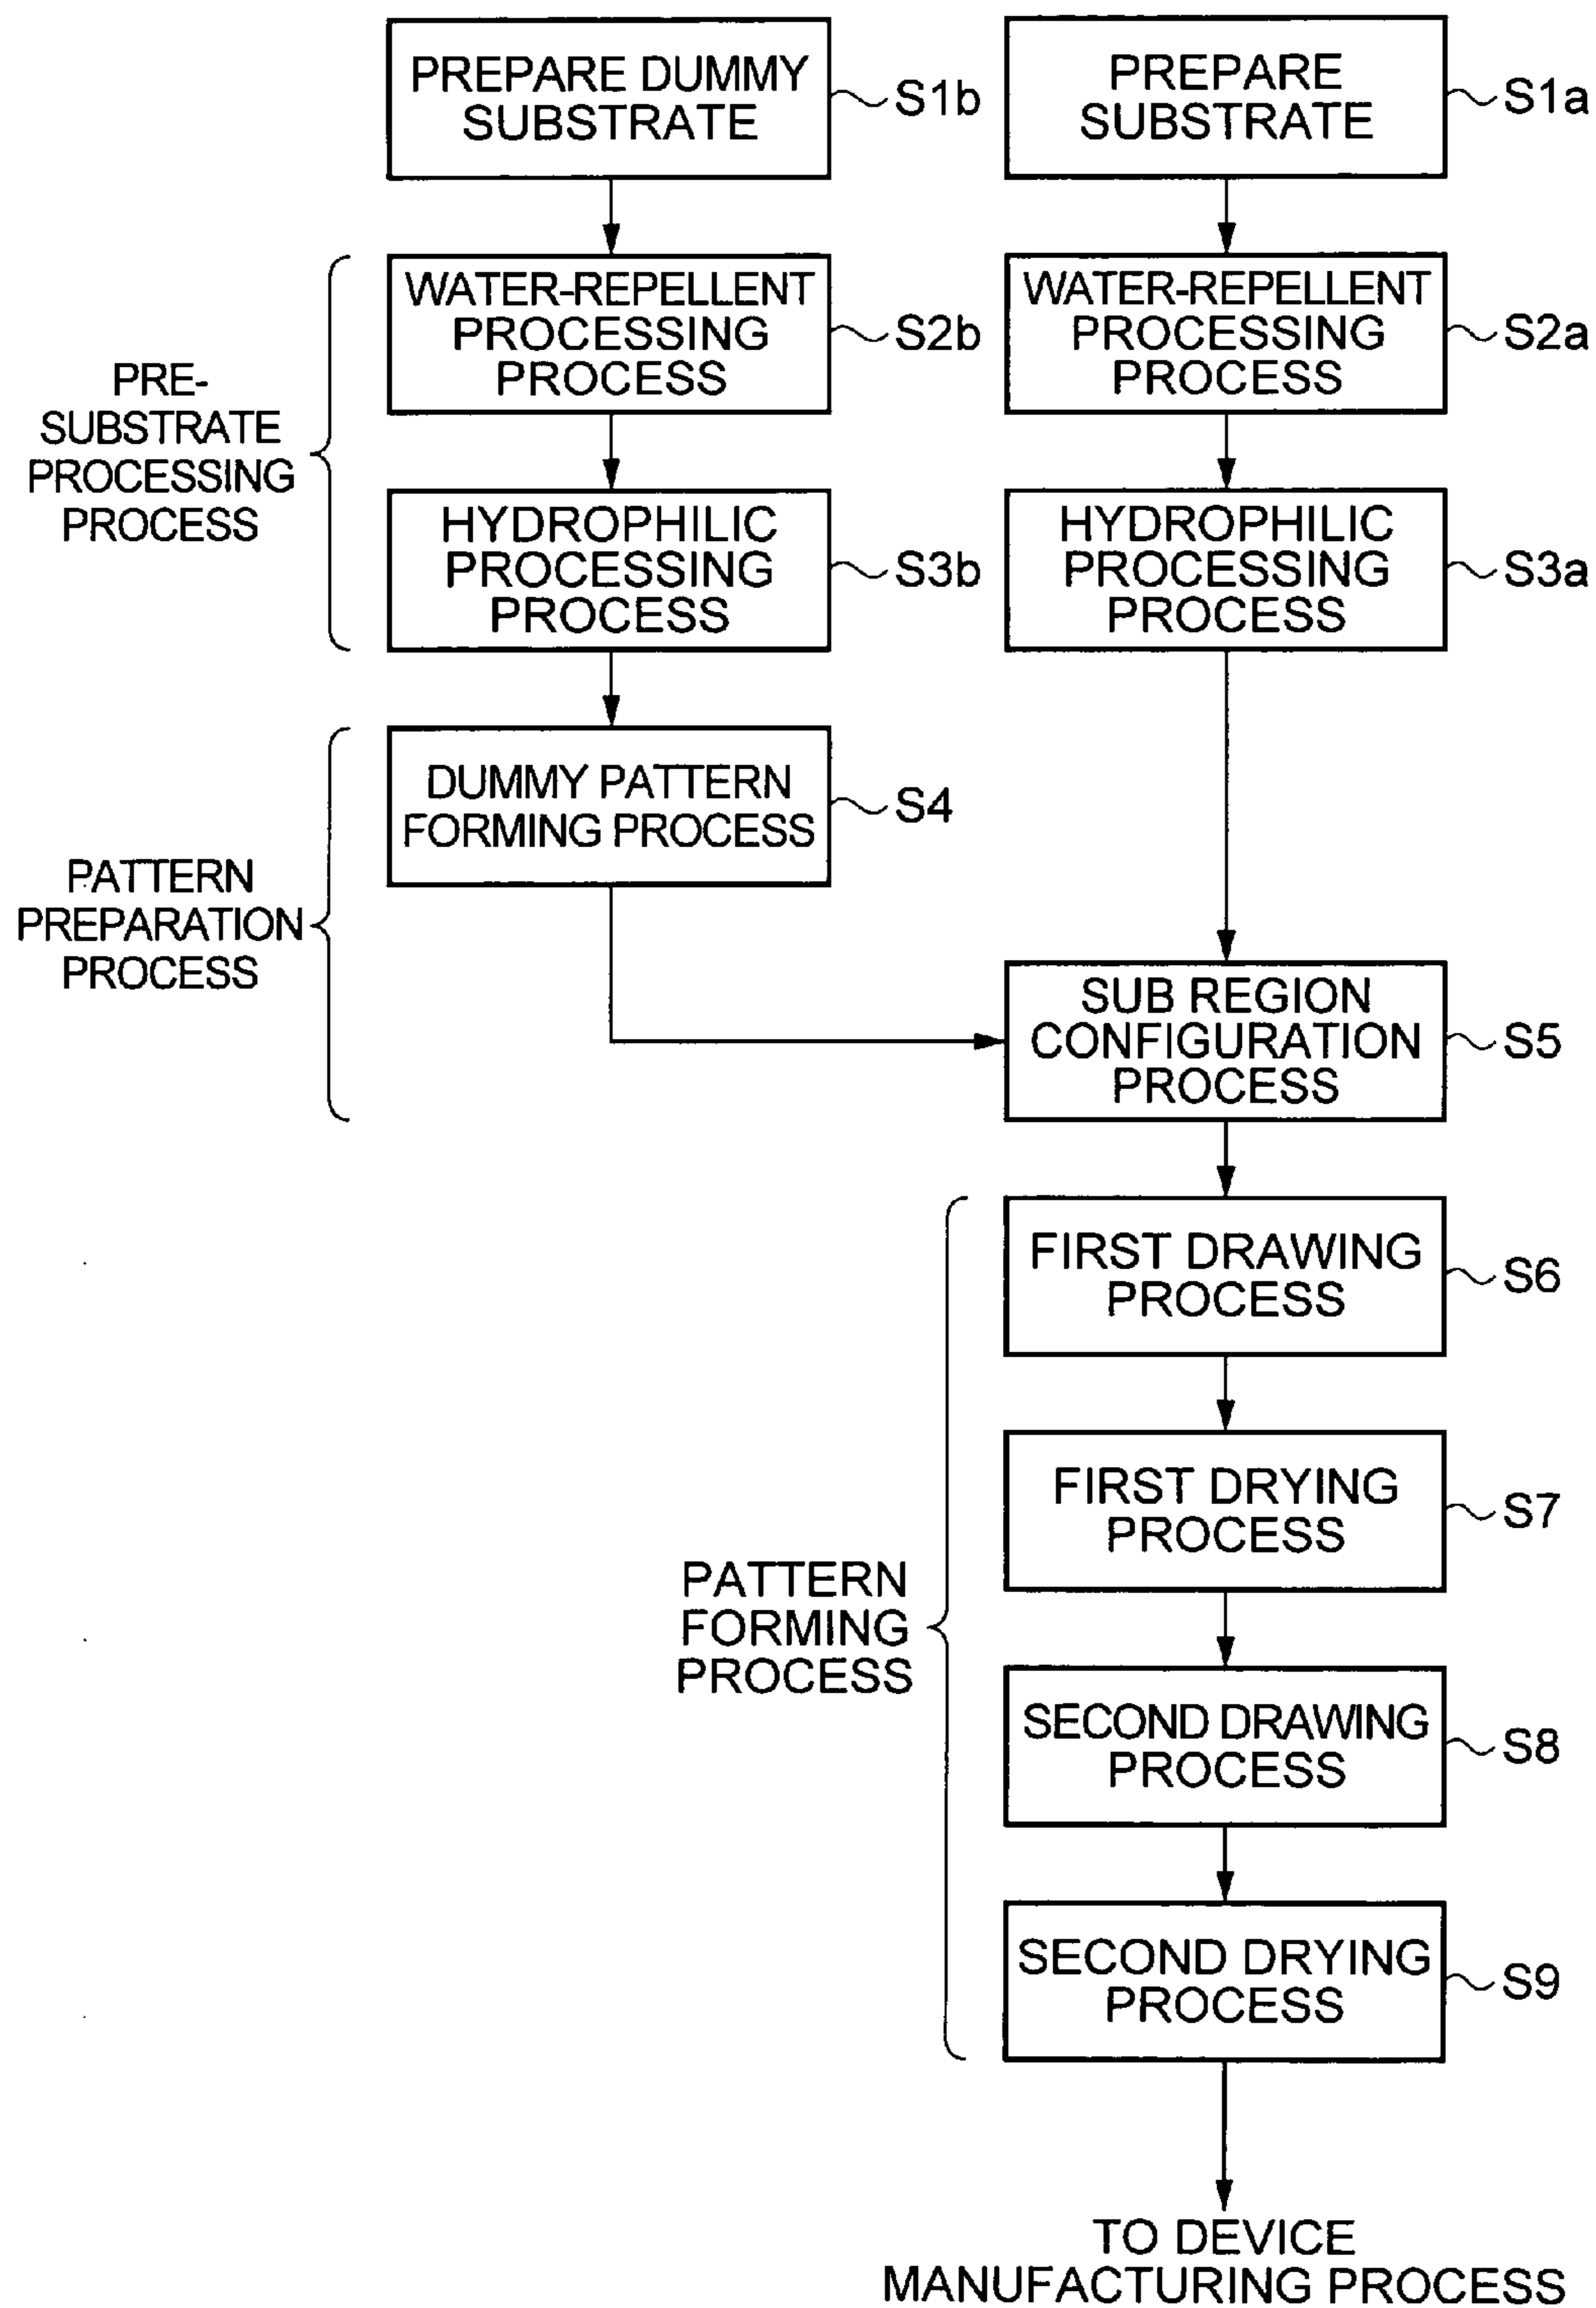 PREPARE DUMMY
SUBSTRATE
S1b
PREPARE
SUBSTRATE
S1a
PRE-
SUBSTRATE
PROCESSING
PROCESS
WATER-REPELLENT
PROCESSING
PROCESS
S2b
WATER-REPELLENT
PROCESSING
PROCESS
S2a
HYDROPHILIC
PROCESSING
PROCESS
S3b
HYDROPHILIC
PROCESSING
PROCESS
S3a
PATTERN
PREPARATION
PROCESS
DUMMY PATTERN
FORMING PROCESS
S4
SUB REGION
CONFIGURATION
PROCESS
S5
PATTERN
FORMING
PROCESS
FIRST DRAWING
PROCESS
S6
FIRST DRYING
PROCESS
S7
SECOND DRAWING
PROCESS
S8
SECOND DRYING
PROCESS
S9
TO DEVICE
MANUFACTURING PROCESS